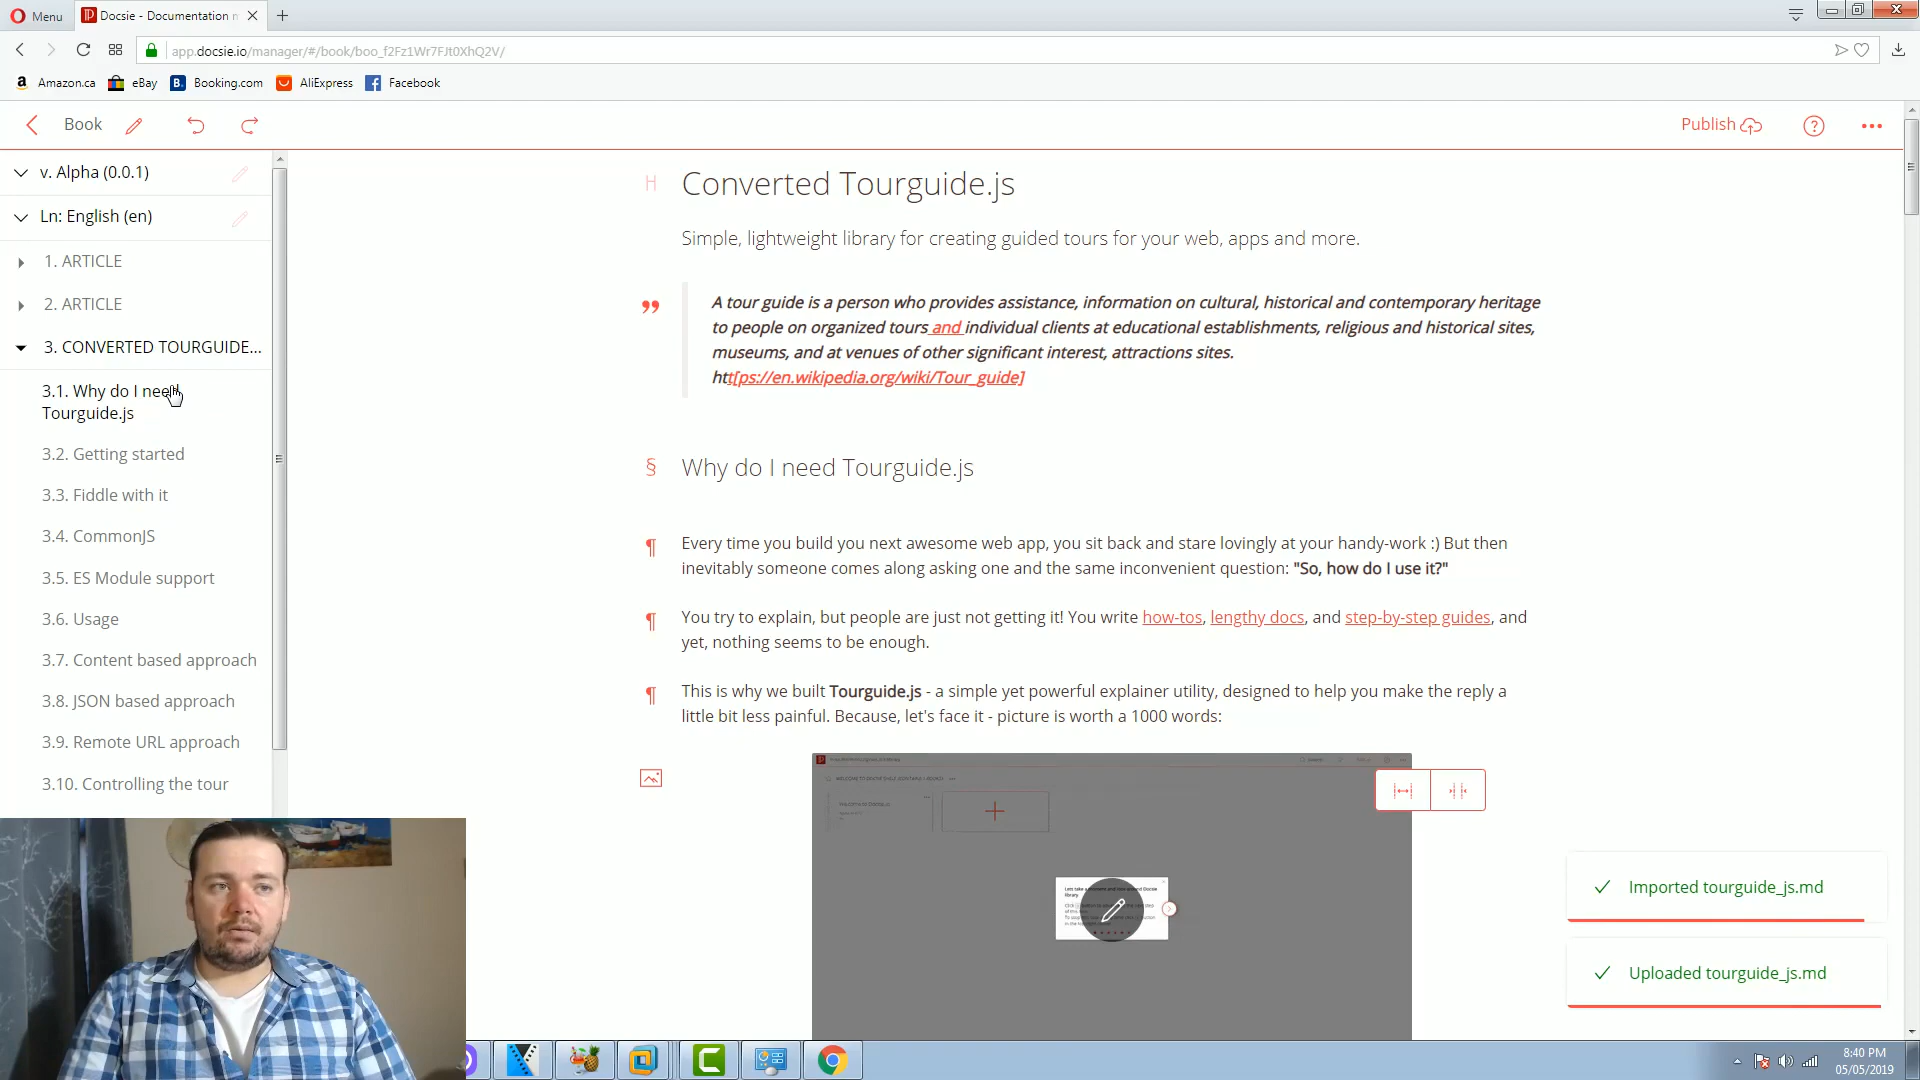 Menu
Docsie - Documentation
app.docsie.io/manager/#/book/boo_f2Fz1Wr7FJt0XhQ2V/
Amazon.ca
eBay
Booking.com
AliExpress
Facebook
Book
Publish
v. Alpha (0.0.1)
Ln: English (en)
1. ARTICLE
2. ARTICLE
3. CONVERTED TOURGUIDE...
3.1. Why do I need
Tourguide.js
3.2. Getting started
3.3. Fiddle with it
3.4. CommonJS
3.5. ES Module support
3.6. Usage
3.7. Content based approach
3.8. JSON based approach
3.9. Remote URL approach
3.10. Controlling the tour
H Converted Tourguide.js
Simple, lightweight library for creating guided tours for your web, apps and more.
A tour guide is a person who provides assistance, information on cultural, historical and contemporary heritage
to people on organized tours and individual clients at educational establishments, religious and historical sites,
museums, and at venues of other significant interest, attractions sites.
htt[ps://en.wikipedia.org/wiki/Tour_guide]
§ Why do I need Tourguide.js
¶ Every time you build you next awesome web app, you sit back and stare lovingly at your handy-work :) But then
inevitably someone comes along asking one and the same inconvenient question: "So, how do I use it?"
¶ You try to explain, but people are just not getting it! You write how-tos, lengthy docs, and step-by-step guides, and
yet, nothing seems to be enough.
¶ This is why we built Tourguide.js - a simple yet powerful explainer utility, designed to help you make the reply a
little bit less painful. Because, let's face it - picture is worth a 1000 words:
Imported tourguide_js.md
Uploaded tourguide_js.md
8:40 PM
05/05/2019